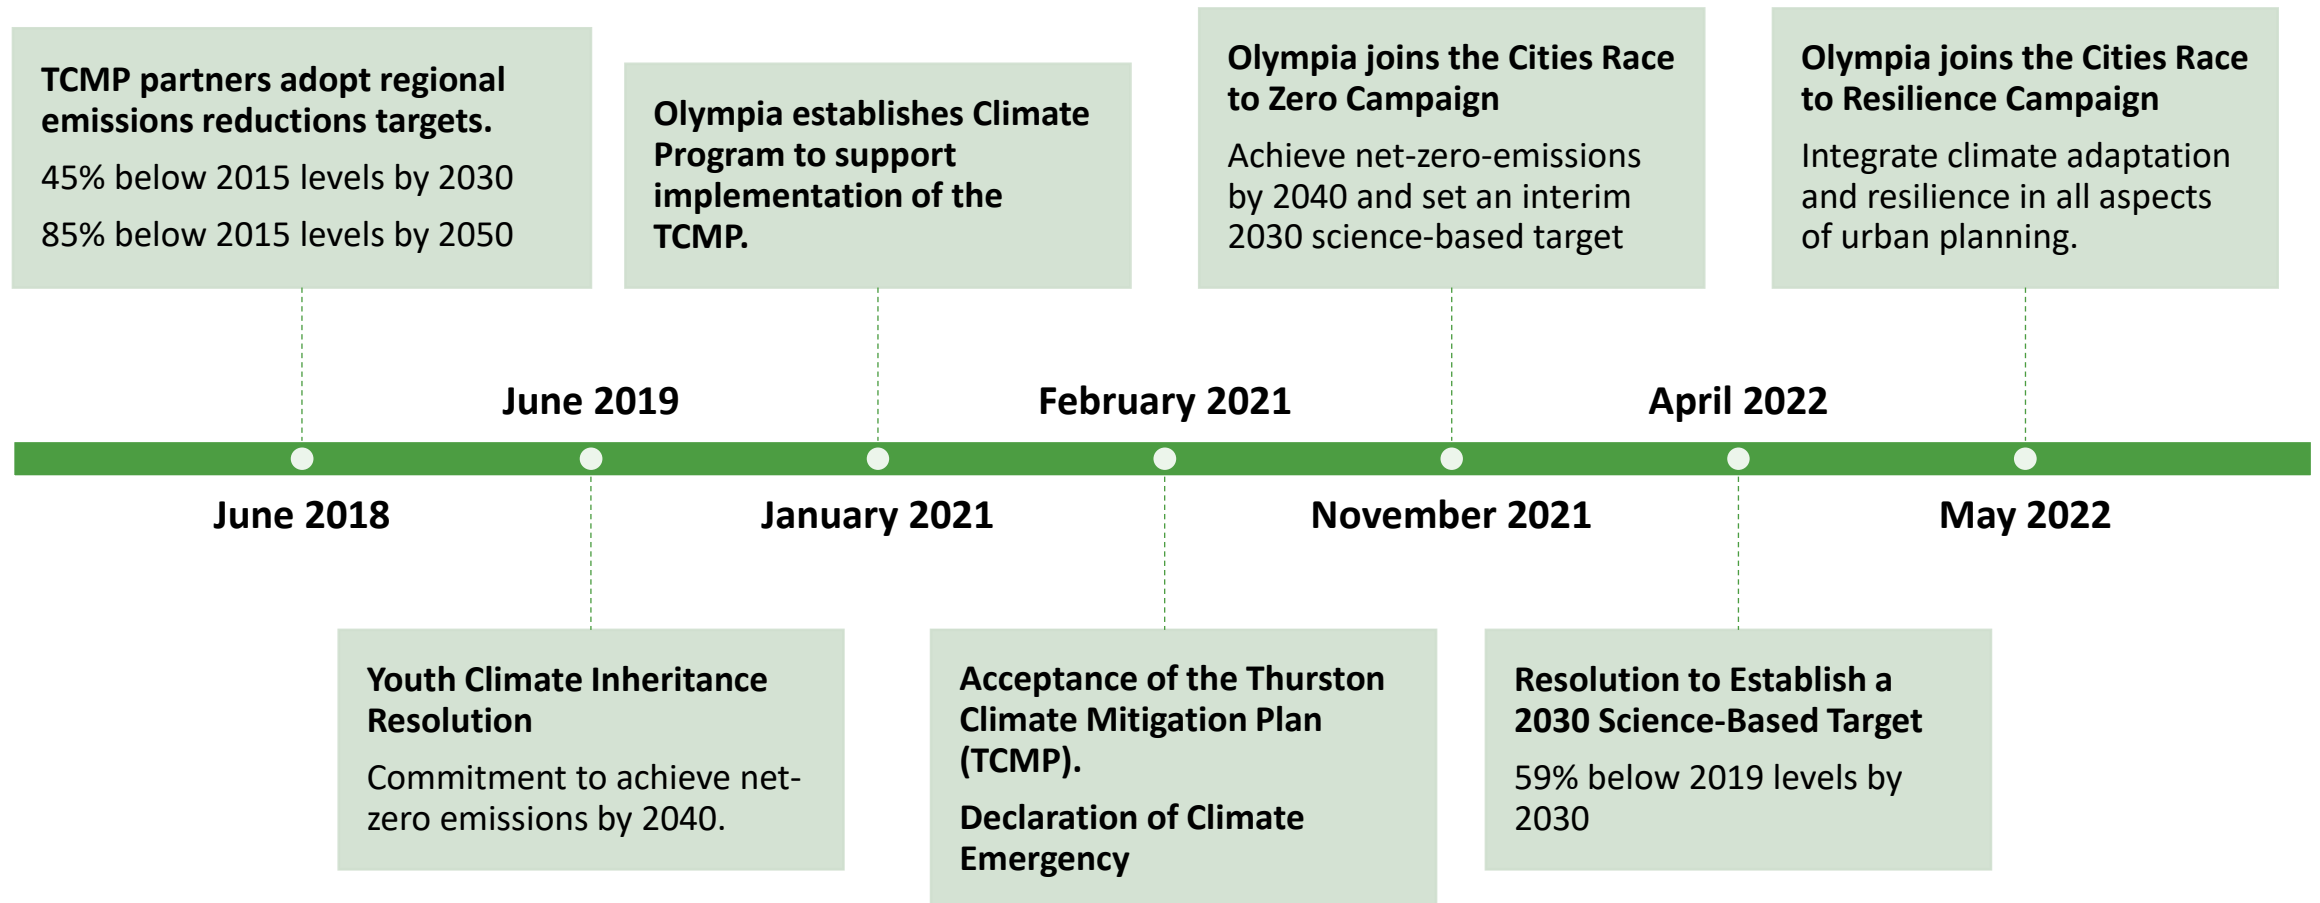 TCMP partners adopt regional
emissions reductions targets.
45% below 2015 levels by 2030
85% below 2015 levels by 2050
Olympia establishes Climate
Program to support
implementation of the
TCMP.
Olympia joins the Cities Race
to Zero Campaign
Achieve net-zero-emissions
by 2040 and set an interim
2030 science-based target
Olympia joins the Cities Race
to Resilience Campaign
Integrate climate adaptation
and resilience in all aspects
of urban planning.
June 2019
February 2021
April 2022
June 2018
January 2021
November 2021
May 2022
Youth Climate Inheritance
Resolution
Commitment to achieve net-
zero emissions by 2040.
Acceptance of the Thurston
Climate Mitigation Plan
(TCMP).
Declaration of Climate
Emergency
Resolution to Establish a
2030 Science-Based Target
59% below 2019 levels by
2030